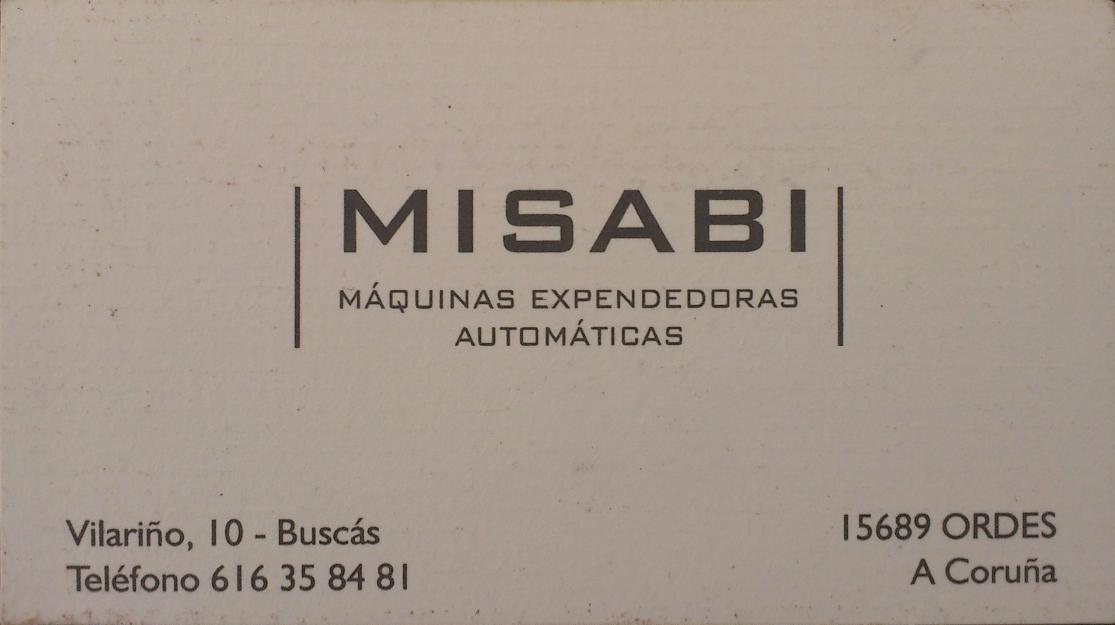 MISABI
MÁQUINAS EXPENDEDORAS
AUTOMÁTICAS
Vilariño, 10 - Buscás
Teléfono 616 35 84 81
15689 ORDES
A Coruña